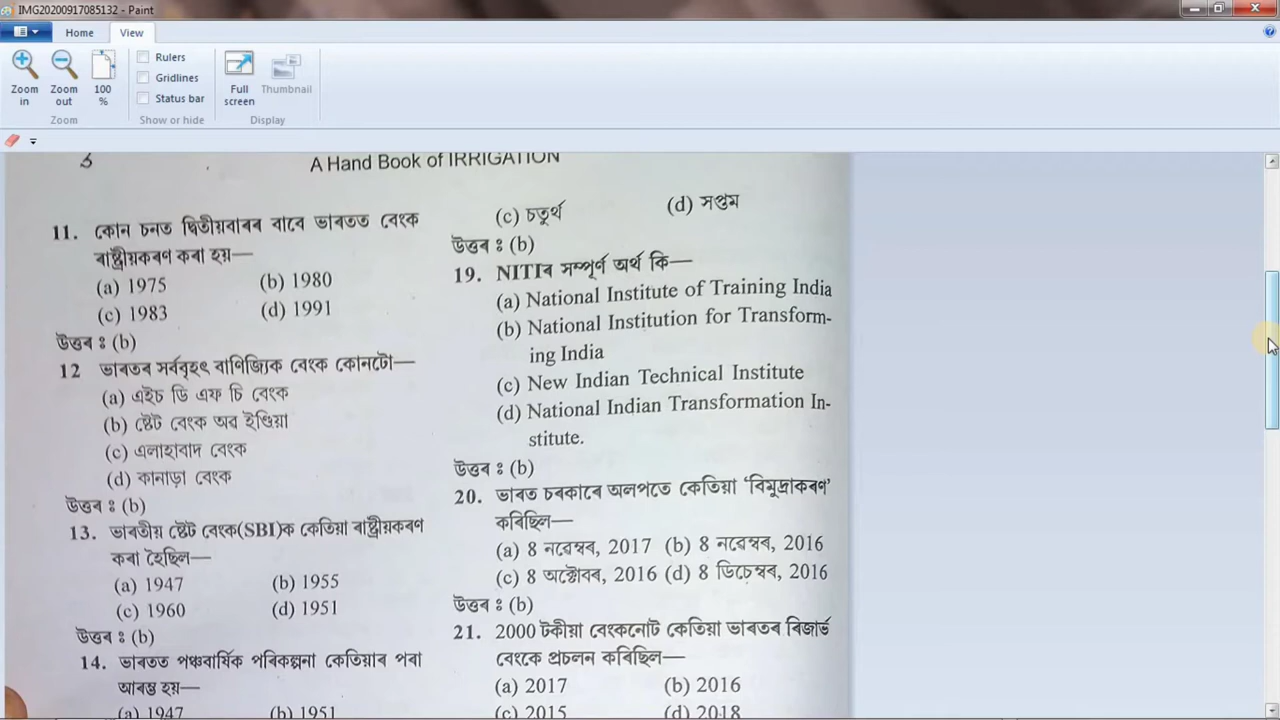 IMG20200917085132 - Paint
Home
View
Zoom in
Zoom out
100 %
Rulers
Gridlines
Status bar
Full screen
Thumbnail
Zoom
Show or hide
Display
A Hand Book of IRRIGATION
11. কোন চনত দ্বিতীয়বাৰৰ বাবে ভাৰতত বেংক
ৰাষ্ট্ৰীয়কৰণ কৰা হয়—
(a) 1975 (b) 1980
(c) 1983 (d) 1991
উত্তৰ ঃ (b)
12 ভাৰতৰ সৰ্ববৃহৎ বাণিজ্যিক বেংক কোনটো—
(a) এইচ ডি এফ চি বেংক
(b) ষ্টেট বেংক অব ইণ্ডিয়া
(c) এলাহাবাদ বেংক
(d) কানাড়া বেংক
উত্তৰ ঃ (b)
13. ভাৰতীয় ষ্টেট বেংক(SBI)ক কেতিয়া ৰাষ্ট্ৰীয়কৰণ
কৰা হৈছিল—
(a) 1947 (b) 1955
(c) 1960 (d) 1951
উত্তৰ ঃ (b)
14. ভাৰতত পঞ্চবাৰ্ষিক পৰিকল্পনা কেতিয়াৰ পৰা
আৰম্ভ হয়—
(a) 1947 (b) 1951
(c) চতুৰ্থ (d) সপ্তম
উত্তৰ ঃ (b)
19. NITIৰ সম্পূৰ্ণ অৰ্থ কি—
(a) National Institute of Training India
(b) National Institution for Transform-
ing India
(c) New Indian Technical Institute
(d) National Indian Transformation In-
stitute.
উত্তৰ ঃ (b)
20. ভাৰত চৰকাৰে অলপতে কেতিয়া ‘বিমুদ্ৰাকৰণ’
কৰিছিল—
(a) 8 নৱেম্বৰ, 2017 (b) 8 নৱেম্বৰ, 2016
(c) 8 অক্টোবৰ, 2016 (d) 8 ডিচেম্বৰ, 2016
উত্তৰ ঃ (b)
21. 2000 টকীয়া বেংকনোট কেতিয়া ভাৰতৰ ৰিজাৰ্ভ
বেংকে প্ৰচলন কৰিছিল—
(a) 2017 (b) 2016
(c) 2015 (d) 2018